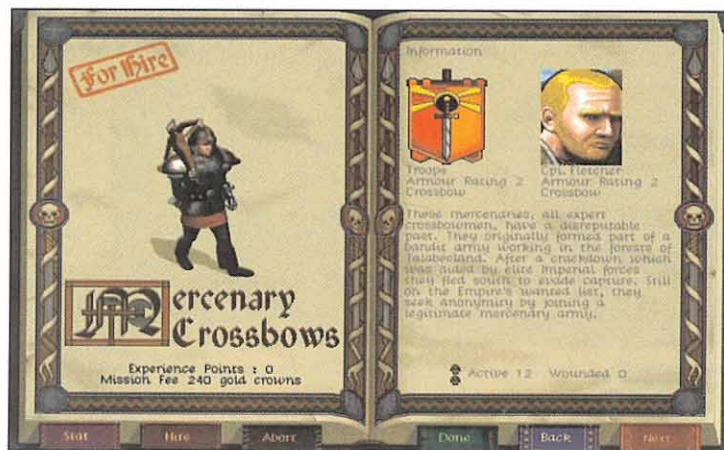 For Hire
Mercenary
Crossbows
Experience Points : 0
Mission Fee 240 gold crowns
Information
Troops
Armour Rating 2
Crossbow
Cpl. Fletcher
Armour Rating 2
Crossbow
These mercenaries, all expert
crossbowmen, have a disreputable
past. They originally formed part of a
bandit army working in the forests of
Talabecland. After a crackdown which
was aided by elite Imperial forces
they fled south to evade capture. Still
on the Empire's wanted list, they
seek anonymity by joining a
legitimate mercenary army.
Active 12 Wounded 0
Stat Hire Abort Done Back Next